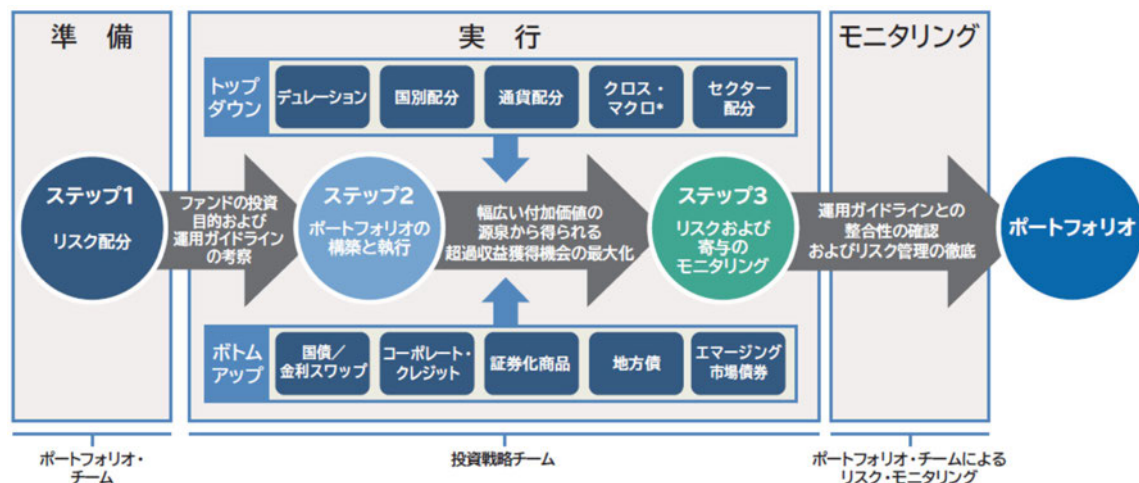 準 備
実 行
モニタリング
トップ
ダウン
デュレーション
国別配分
通貨配分
クロス・
マクロ*
セクター
配分
ステップ1
リスク配分
ファンドの投資
目的および
運用ガイドライン
の考察
ステップ2
ポートフォリオの
構築と執行
幅広い付加価値の
源泉から得られる
超過収益獲得機会の最大化
ステップ3
リスクおよび
寄与の
モニタリング
運用ガイドラインとの
整合性の確認
およびリスク管理の徹底
ポートフォリオ
ボトム
アップ
国債/
金利スワップ
コーポレート・
クレジット
証券化商品
地方債
エマージング
市場債券
ポートフォリオ・
チーム
投資戦略チーム
ポートフォリオ・チームによる
リスク・モニタリング